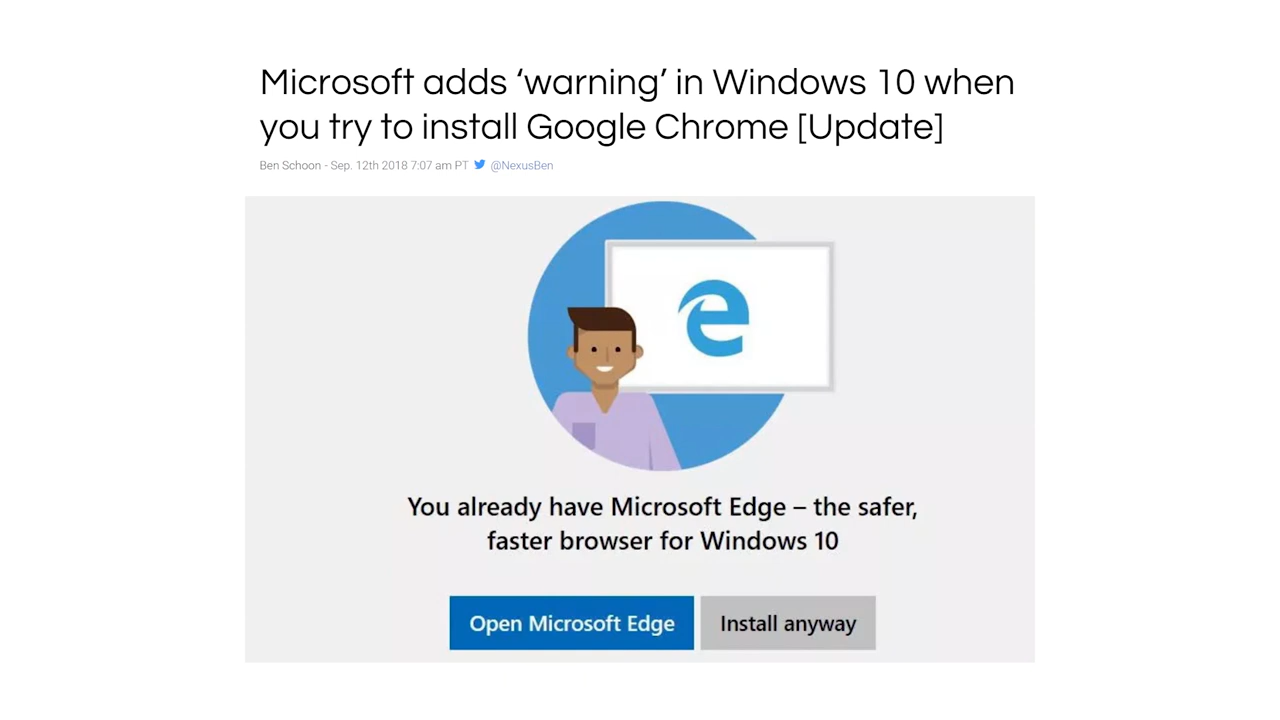 Microsoft adds ‘warning’ in Windows 10 when
you try to install Google Chrome [Update]
Ben Schoon - Sep. 12th 2018 7:07 am PT @NexusBen
You already have Microsoft Edge – the safer,
faster browser for Windows 10
Open Microsoft Edge Install anyway